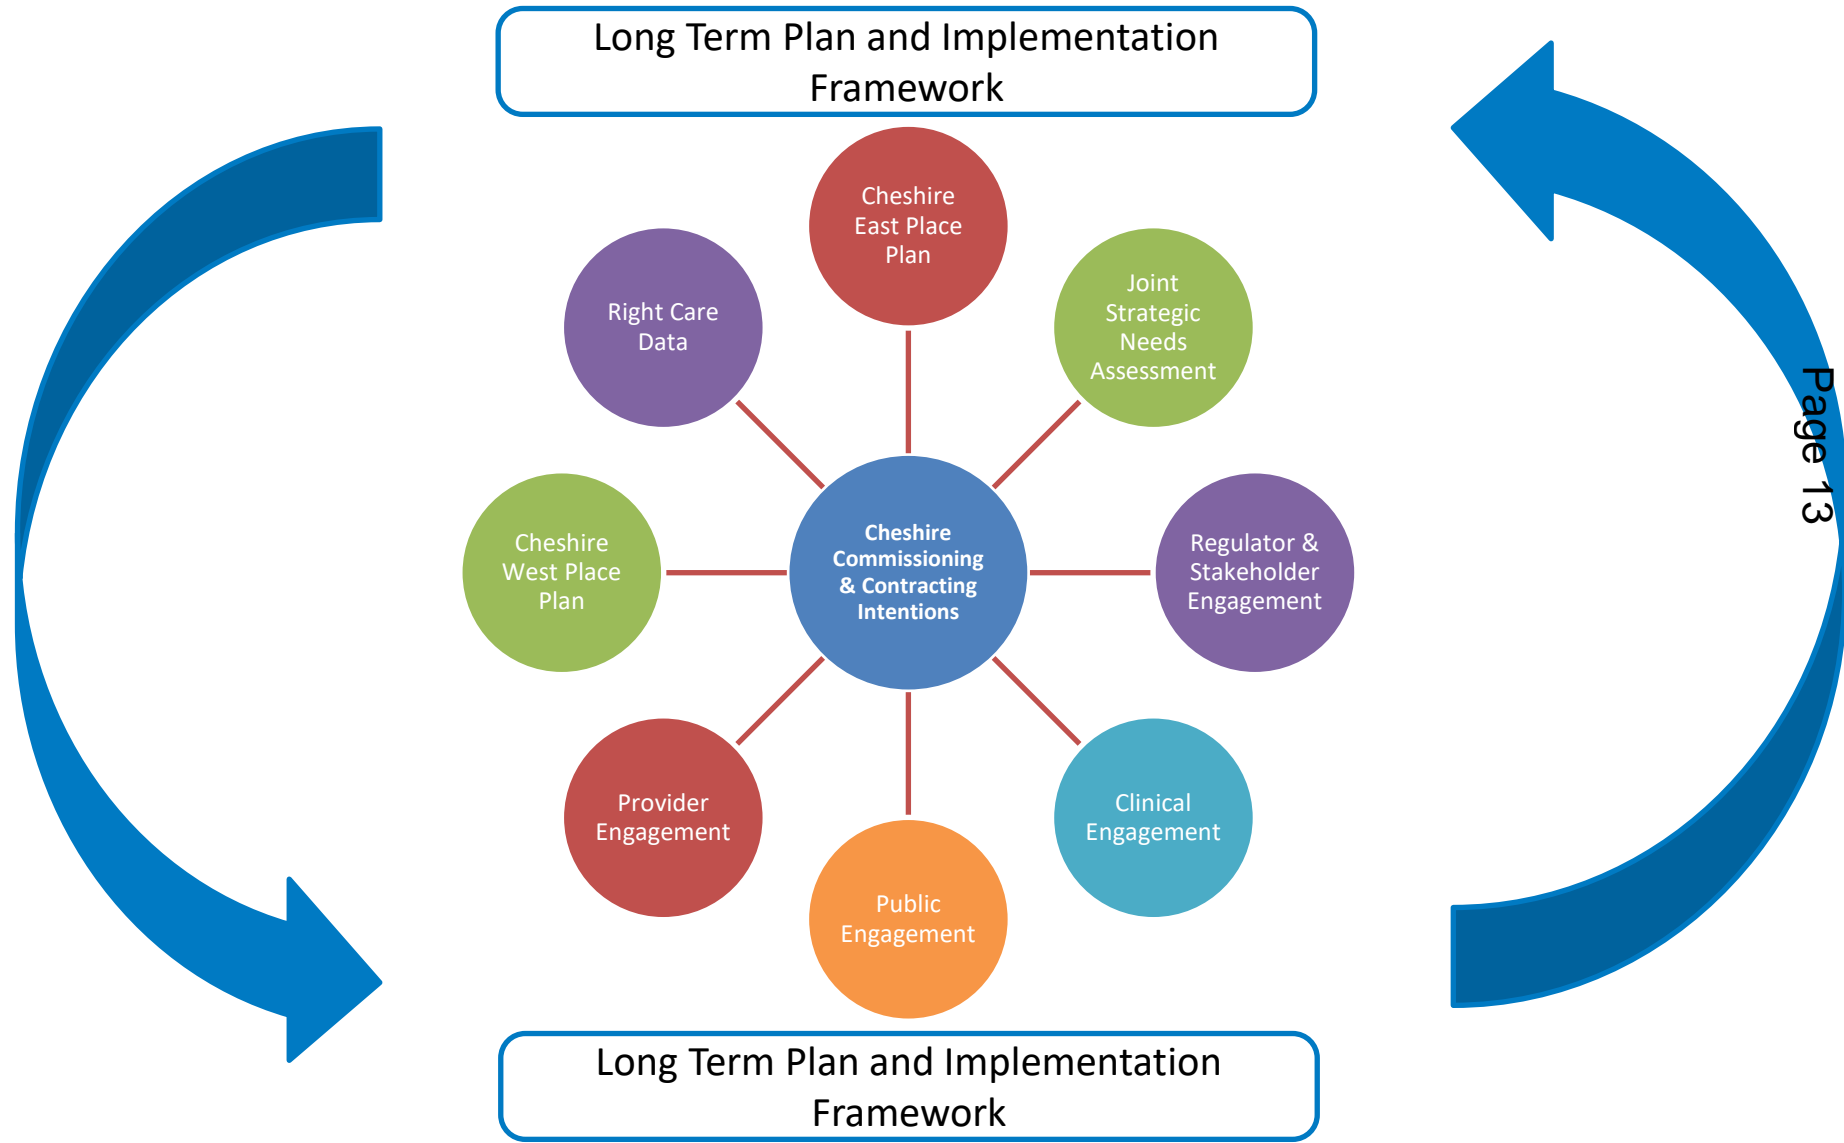 Long Term Plan and Implementation
Framework
Cheshire
East Place
Plan
Joint
Strategic
Needs
Assessment
Right Care
Data
Page 13
Cheshire
Commissioning
& Contracting
Intentions
Regulator &
Stakeholder
Engagement
Cheshire
West Place
Plan
Provider
Engagement
Clinical
Engagement
Public
Engagement
Long Term Plan and Implementation
Framework